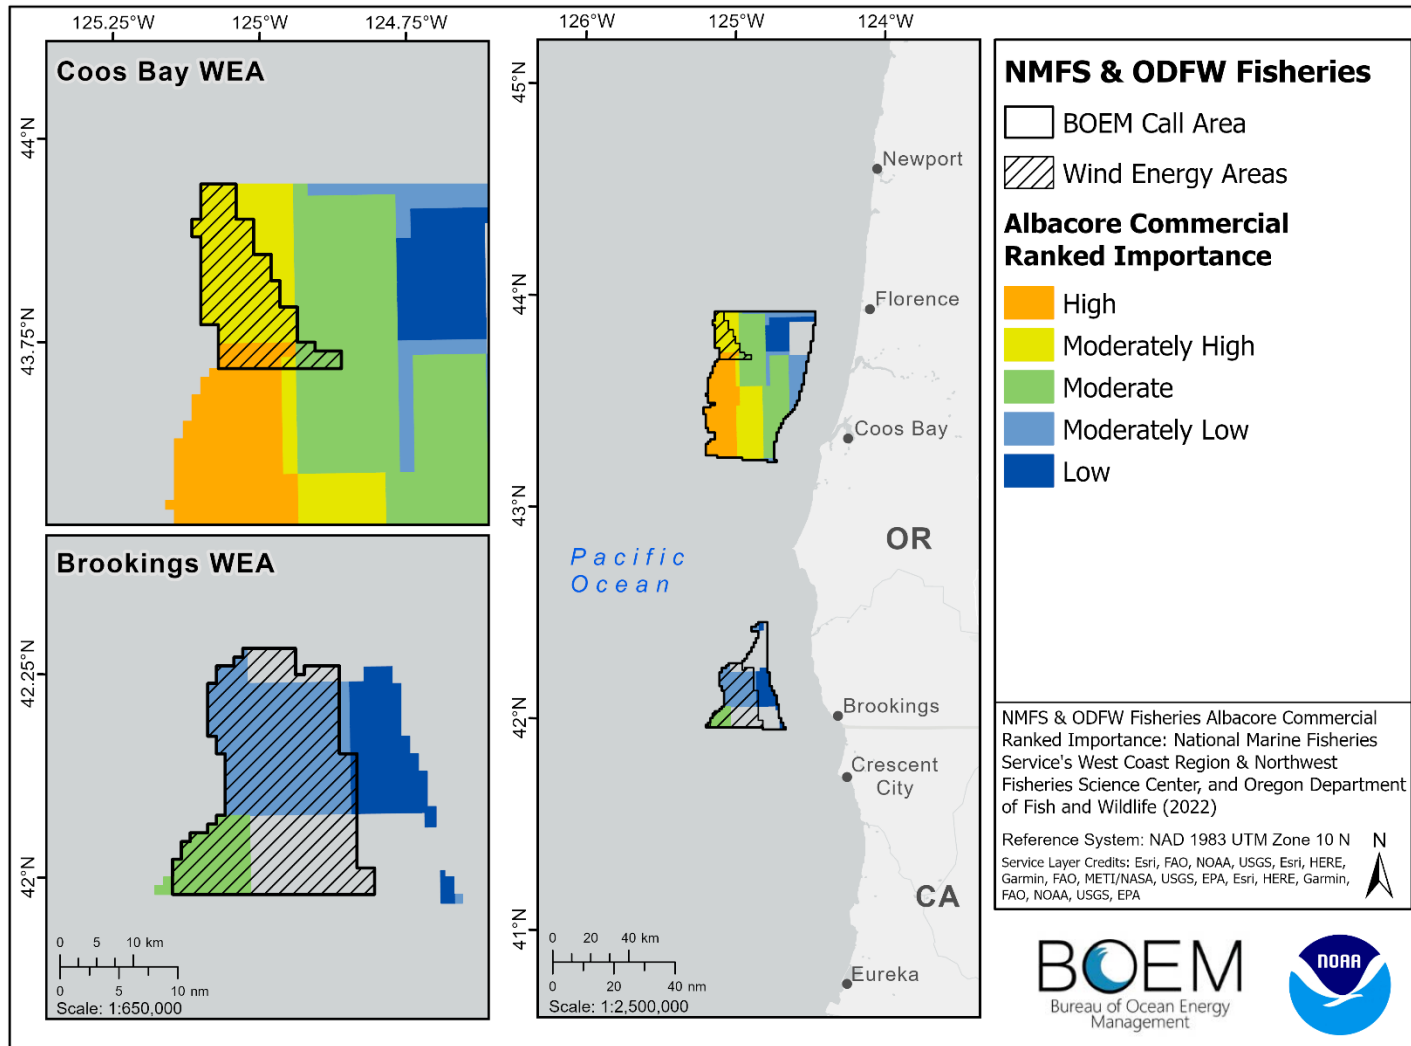 125.25°W
125°W
124.75°W
Coos Bay WEA
44°N
43.75°N
Brookings WEA
42.25°N
42°N
0 5 10 km
0 5 10 nm
Scale: 1:650,000
126°W
125°W
124°W
45°N
44°N
43°N
42°N
41°N
Newport
Florence
Coos Bay
OR
Pacific
Ocean
Brookings
Crescent
City
CA
Eureka
0 20 40 km
0 20 40 nm
Scale: 1:2,500,000
NMFS & ODFW Fisheries
BOEM Call Area
Wind Energy Areas
Albacore Commercial
Ranked Importance
High
Moderately High
Moderate
Moderately Low
Low
NMFS & ODFW Fisheries Albacore Commercial
Ranked Importance: National Marine Fisheries
Service's West Coast Region & Northwest
Fisheries Science Center, and Oregon Department
of Fish and Wildlife (2022)
Reference System: NAD 1983 UTM Zone 10 N
N
Service Layer Credits: Esri, FAO, NOAA, USGS, Esri, HERE,
Garmin, FAO, METI/NASA, USGS, EPA, Esri, HERE, Garmin,
FAO, NOAA, USGS, EPA
BOEM
Bureau of Ocean Energy
Management
NOAA